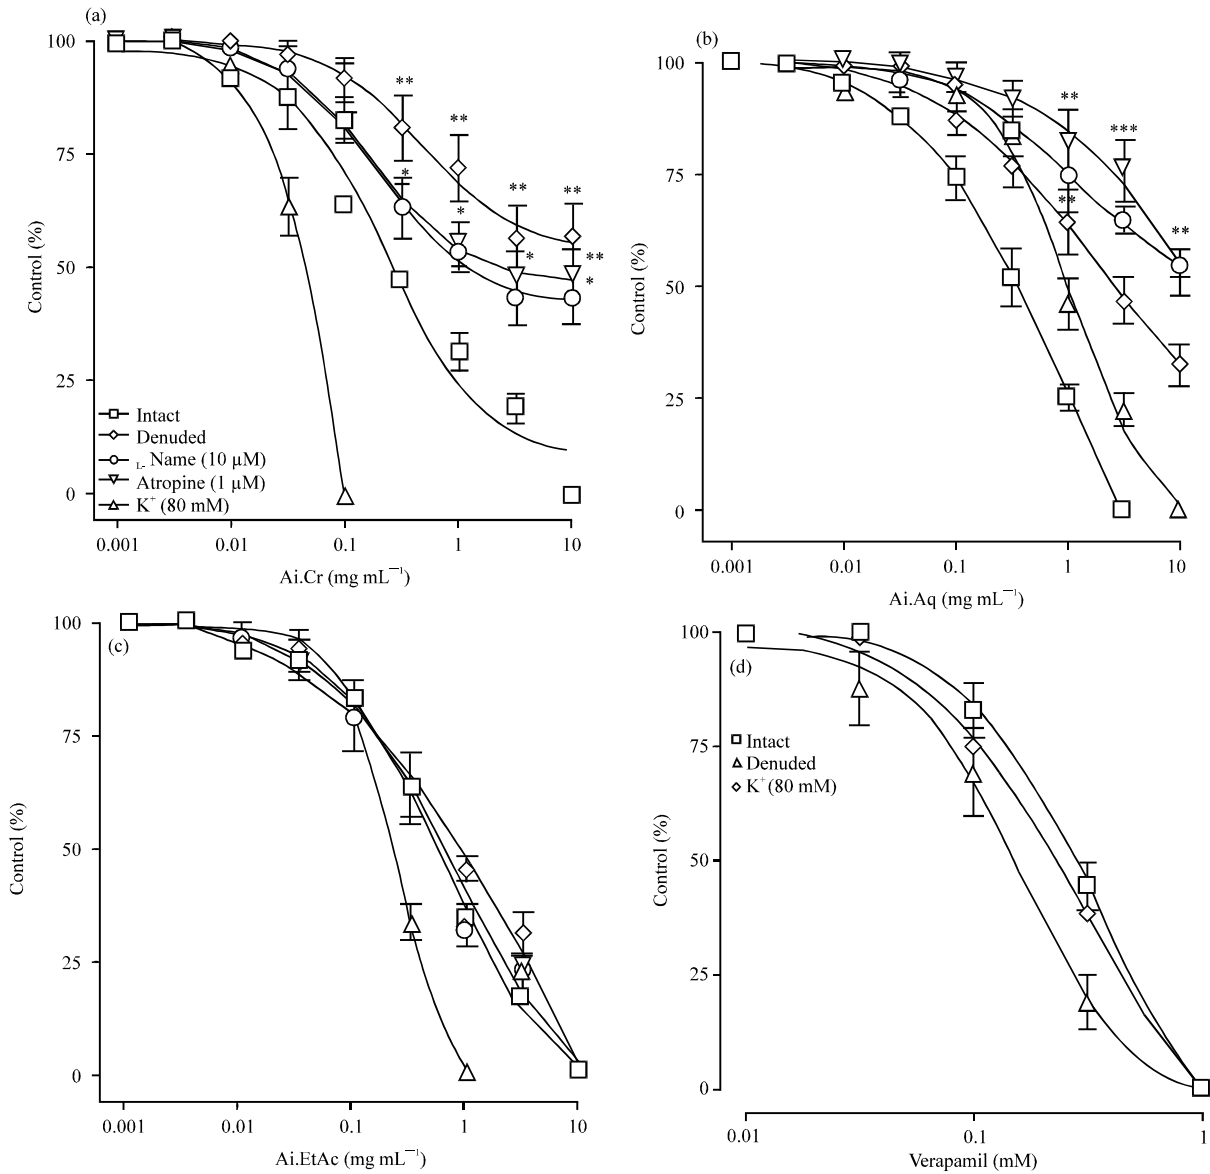 (a)
100
75
50
25
0
Control (%)
**
**
**
**
*
*
*
**
*
Intact
Denuded
L- Name (10 µM)
Atropine (1 µM)
K+ (80 mM)
0.001 0.01 0.1 1 10
Ai.Cr (mg mL–1)
(b)
100
75
50
25
0
Control (%)
**
***
**
**
0.001 0.01 0.1 1 10
Ai.Aq (mg mL–1)
(c)
100
75
50
25
0
Control (%)
0.001 0.01 0.1 1 10
Ai.EtAc (mg mL–1)
(d)
100
75
50
25
0
Control (%)
Intact
Denuded
K+ (80 mM)
0.01 0.1 1
Verapamil (mM)